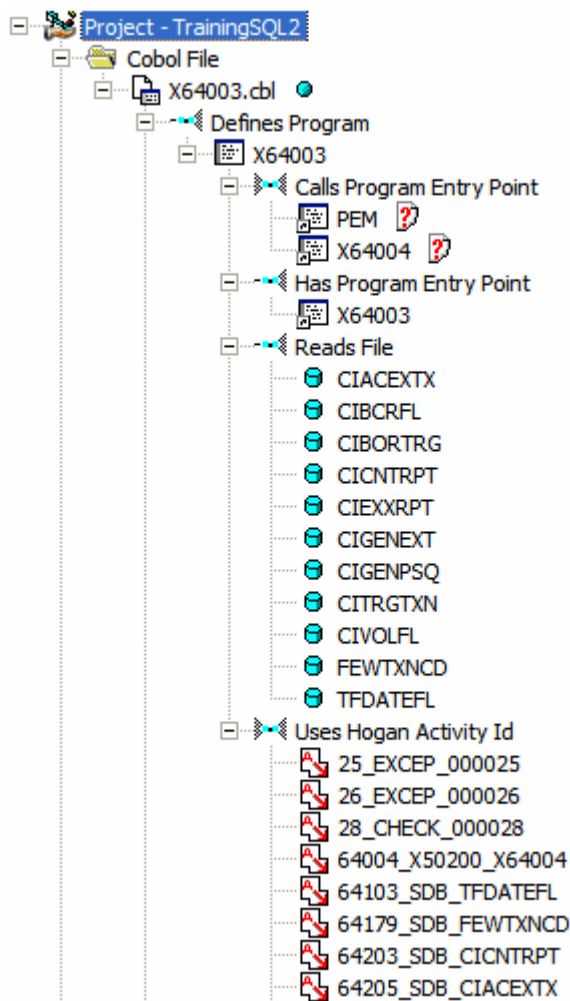 Project - TrainingSQL2
Cobol File
X64003.cbl
Defines Program
X64003
Calls Program Entry Point
PEM
X64004
Has Program Entry Point
X64003
Reads File
CIACEXTX
CIBCRFL
CIBORTRG
CICNTRPT
CIEXXRPT
CIGENEXT
CIGENPSQ
CITRGTXN
CIVOLFL
FEWTXNCD
TFDATEFL
Uses Hogan Activity Id
25_EXCEP_000025
26_EXCEP_000026
28_CHECK_000028
64004_X50200_X64004
64103_SDB_TFDATEFL
64179_SDB_FEWTXNCD
64203_SDB_CICNTRPT
64205_SDB_CIACEXTX